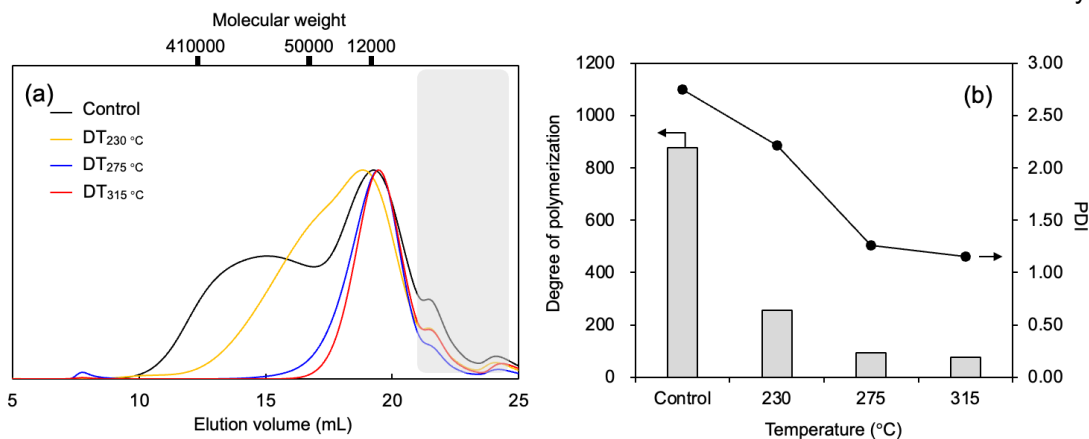 y
Molecular weight
410000 50000 12000
(a)
Control
DT230 °C
DT275 °C
DT315 °C
5 10 15 20 25
Elution volume (mL)
(b)
1200 3.00
1000 2.50
800 2.00
600 1.50
400 1.00
200 0.50
0 0.00
Degree of polymerization
PDI
Control 230 275 315
Temperature (°C)